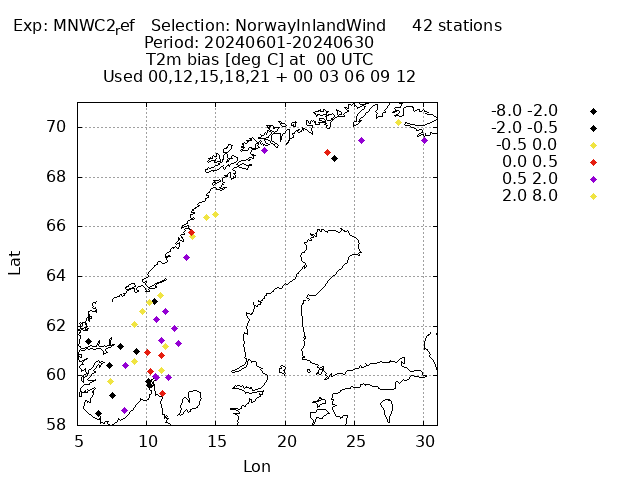 Exp: MNWC2ref   Selection: NorwayInlandWind     42 stations
Period: 20240601-20240630
T2m bias [deg C] at  00 UTC
Used 00,12,15,18,21 + 00 03 06 09 12
-8.0 -2.0
-2.0 -0.5
-0.5 0.0
0.0 0.5
0.5 2.0
2.0 8.0
70
68
66
64
62
60
58
Lat
5 10 15 20 25 30
Lon